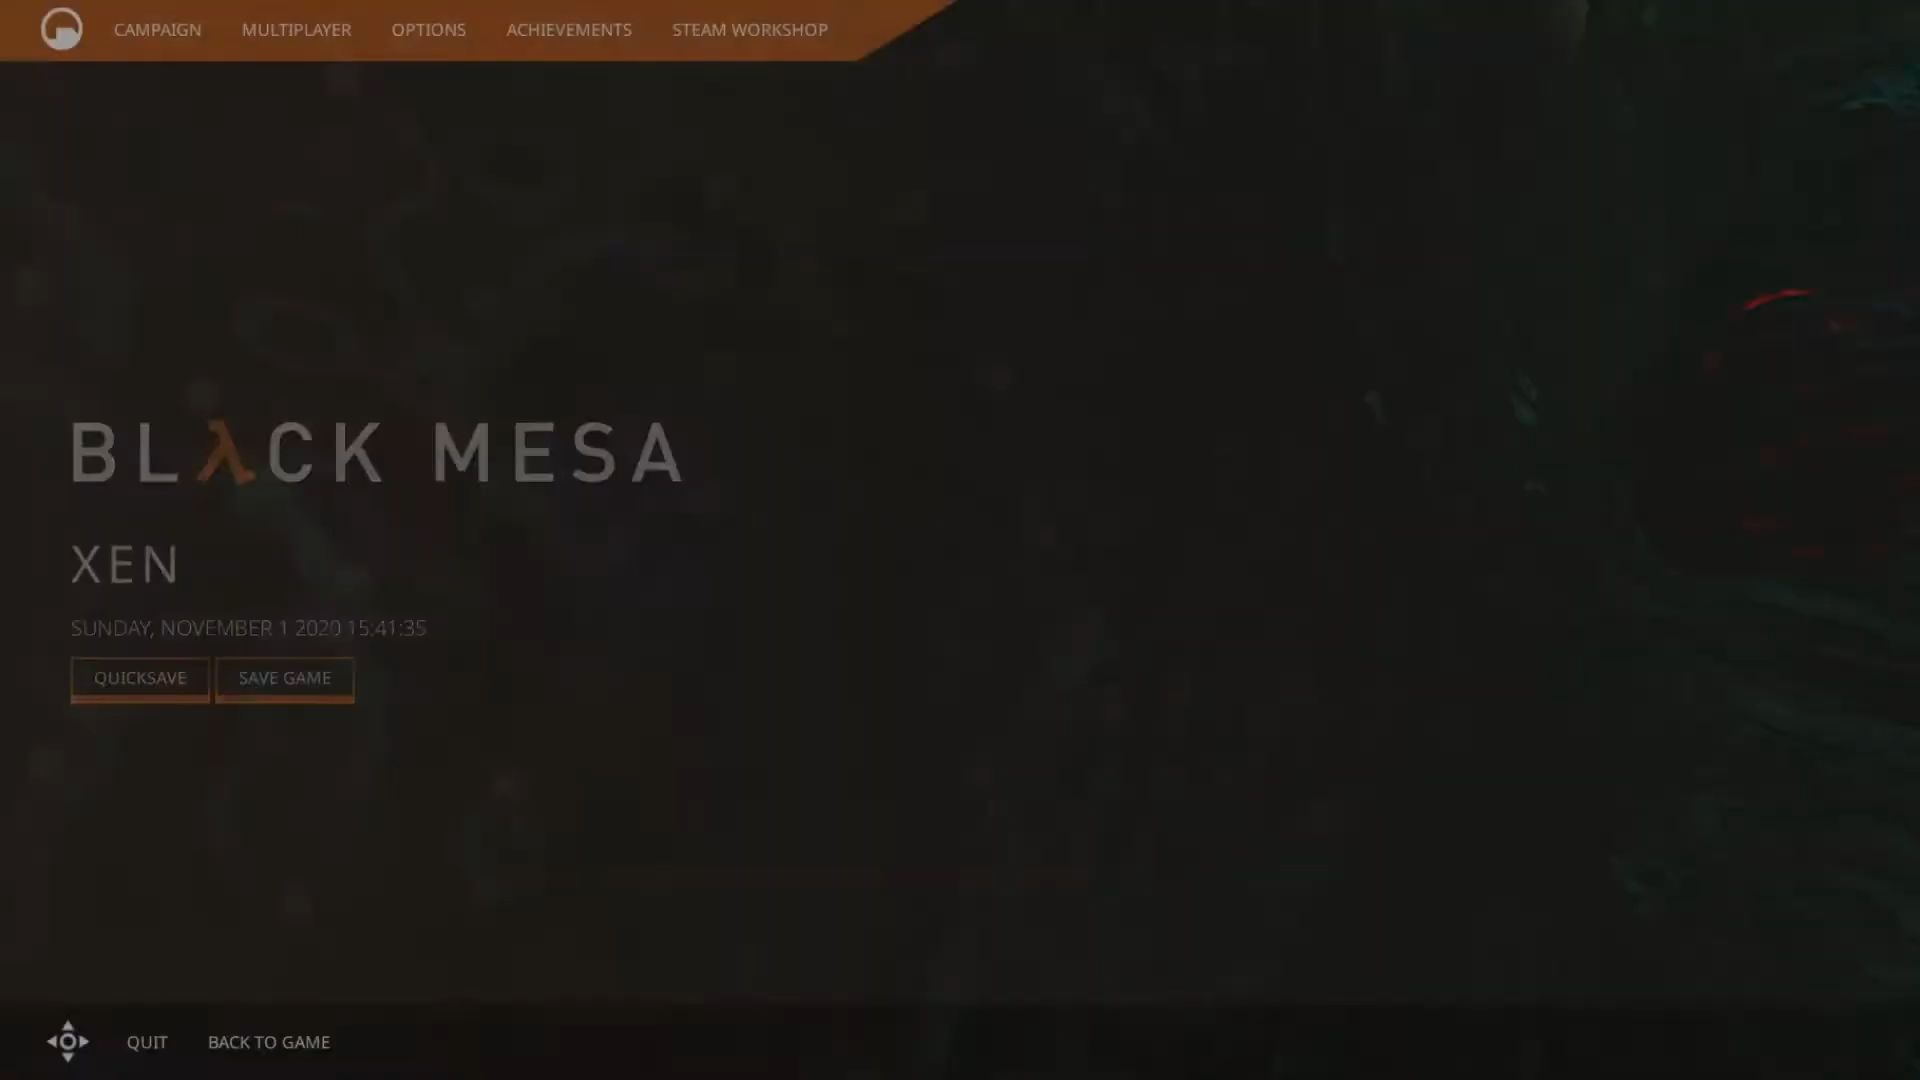 CAMPAIGN MULTIPLAYER OPTIONS ACHIEVEMENTS STEAM WORKSHOP
BLλCK MESA
XEN
SUNDAY, NOVEMBER 1 2020 15:41:35
QUICKSAVE SAVE GAME
QUIT BACK TO GAME